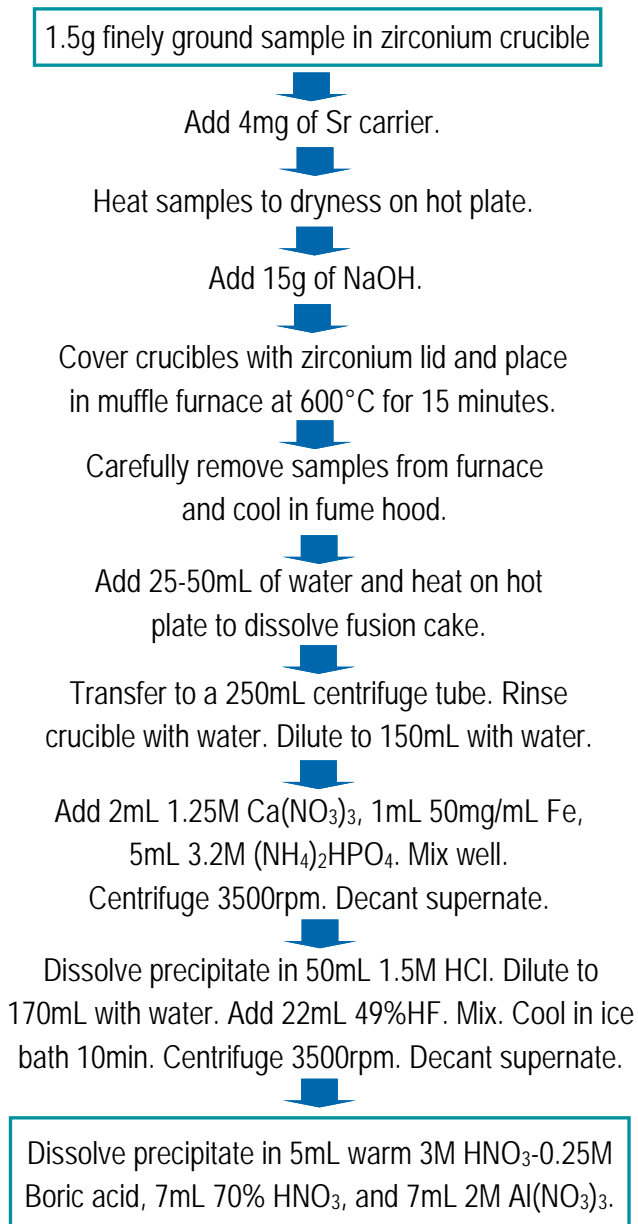 1.5g finely ground sample in zirconium crucible
Add 4mg of Sr carrier.
Heat samples to dryness on hot plate.
Add 15g of NaOH.
Cover crucibles with zirconium lid and place
in muffle furnace at 600°C for 15 minutes.
Carefully remove samples from furnace
and cool in fume hood.
Add 25-50mL of water and heat on hot
plate to dissolve fusion cake.
Transfer to a 250mL centrifuge tube. Rinse
crucible with water. Dilute to 150mL with water.
Add 2mL 1.25M Ca(NO₃)₃, 1mL 50mg/mL Fe,
5mL 3.2M (NH₄)₂HPO₄. Mix well.
Centrifuge 3500rpm. Decant supernate.
Dissolve precipitate in 50mL 1.5M HCl. Dilute to
170mL with water. Add 22mL 49%HF. Mix. Cool in ice
bath 10min. Centrifuge 3500rpm. Decant supernate.
Dissolve precipitate in 5mL warm 3M HNO₃-0.25M
Boric acid, 7mL 70% HNO₃, and 7mL 2M Al(NO₃)₃.